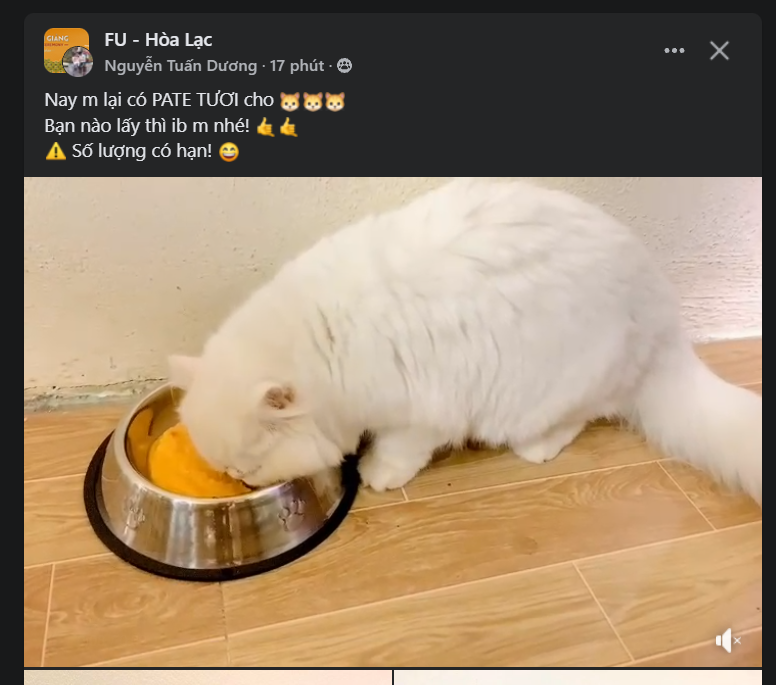 GIANG
FU - Hòa Lạc
Nguyễn Tuấn Dương · 17 phút ·
Nay m lại có PATE TƯƠI cho 🐱🐱🐱
Bạn nào lấy thì ib m nhé! 🤙🤙
⚠️ Số lượng có hạn! 😄